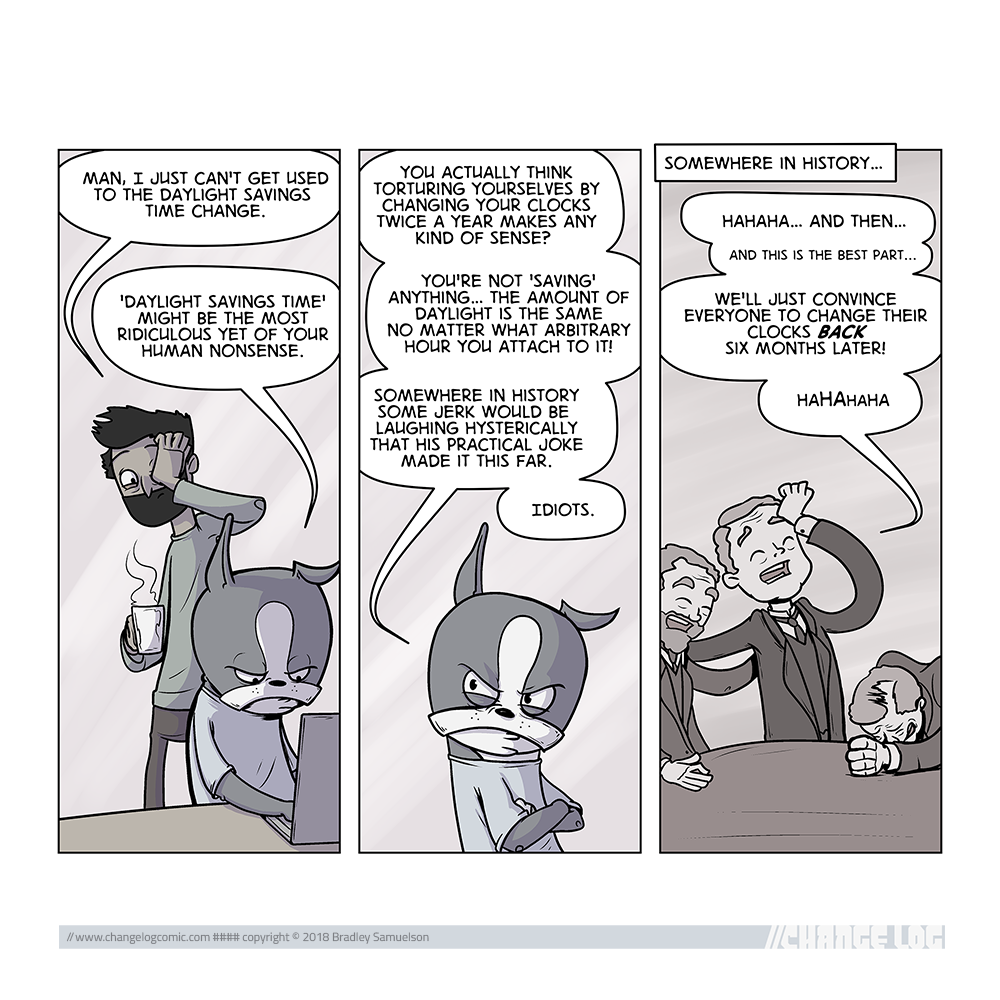 MAN, I JUST CAN'T GET USED
TO THE DAYLIGHT SAVINGS
TIME CHANGE.
'DAYLIGHT SAVINGS TIME'
MIGHT BE THE MOST
RIDICULOUS YET OF YOUR
HUMAN NONSENSE.
YOU ACTUALLY THINK
TORTURING YOURSELVES BY
CHANGING YOUR CLOCKS
TWICE A YEAR MAKES ANY
KIND OF SENSE?
YOU'RE NOT 'SAVING'
ANYTHING... THE AMOUNT OF
DAYLIGHT IS THE SAME
NO MATTER WHAT ARBITRARY
HOUR YOU ATTACH TO IT!
SOMEWHERE IN HISTORY
SOME JERK WOULD BE
LAUGHING HYSTERICALLY
THAT HIS PRACTICAL JOKE
MADE IT THIS FAR.
IDIOTS.
SOMEWHERE IN HISTORY...
HAHAHA... AND THEN...
AND THIS IS THE BEST PART...
WE'LL JUST CONVINCE
EVERYONE TO CHANGE THEIR
CLOCKS BACK
SIX MONTHS LATER!
HAHAHAHA
// www.changelogcomic.com #### copyright © 2018 Bradley Samuelson
//CHANGE LOG